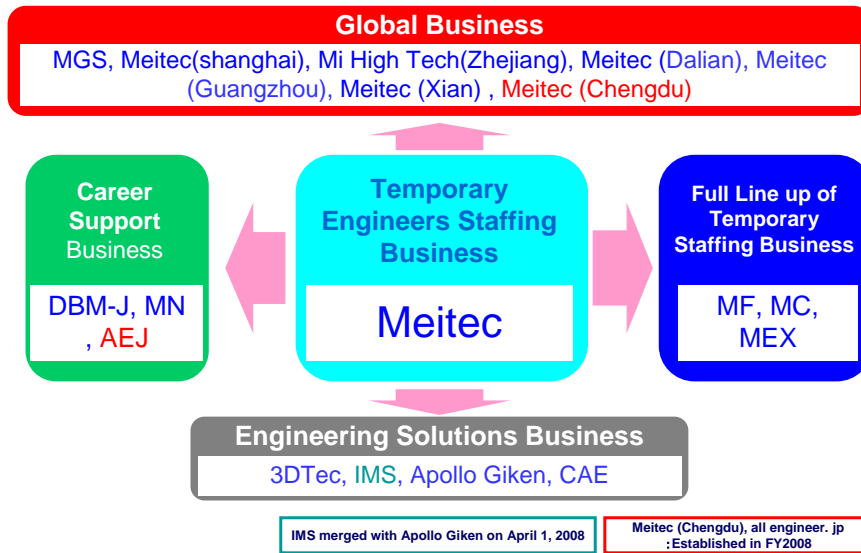 Global Business
MGS, Meitec(shanghai), Mi High Tech(Zhejiang), Meitec (Dalian), Meitec
(Guangzhou), Meitec (Xian) , Meitec (Chengdu)
Career
Support
Business
DBM-J, MN
, AEJ
Temporary
Engineers Staffing
Business
Meitec
Full Line up of
Temporary
Staffing Business
MF, MC,
MEX
Engineering Solutions Business
3DTec, IMS, Apollo Giken, CAE
IMS merged with Apollo Giken on April 1, 2008
Meitec (Chengdu), all engineer. jp
:Established in FY2008